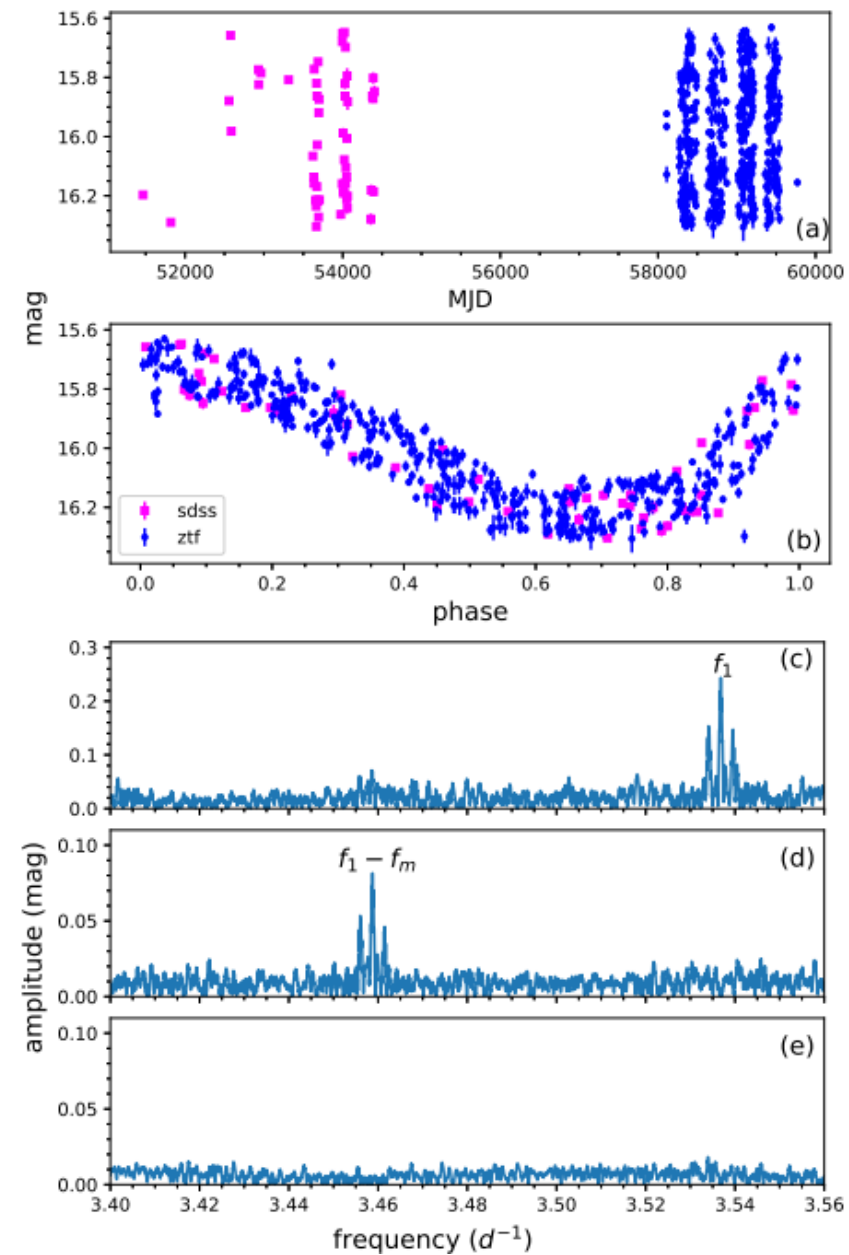 15.6
15.8
16.0
16.2
(a)
52000 54000 56000 58000 60000
MJD
mag
15.6
15.8
16.0
16.2
sdss
ztf
(b)
0.0 0.2 0.4 0.6 0.8 1.0
phase
0.3
0.2
0.1
0.0
f₁
(c)
amplitude (mag)
0.10
0.05
0.00
f₁ − fₘ
(d)
0.10
0.05
0.00
(e)
3.40 3.42 3.44 3.46 3.48 3.50 3.52 3.54 3.56
frequency (d⁻¹)